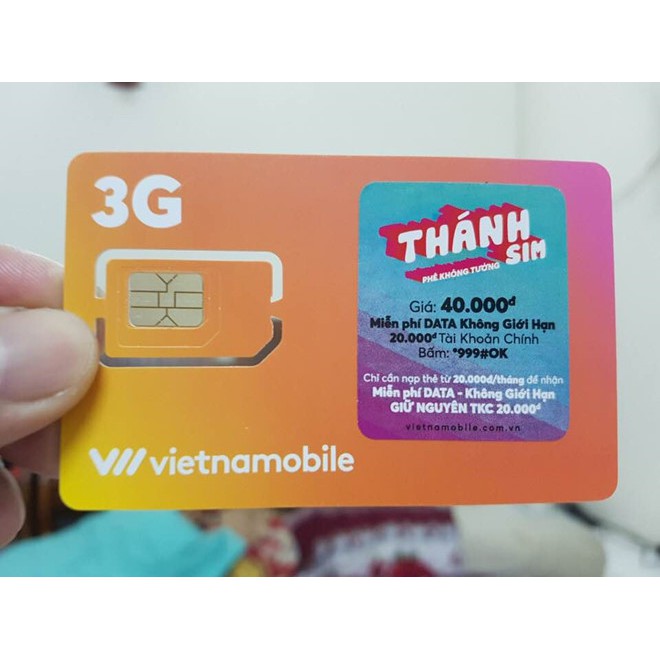 3G
THÁNH
SIM
PHÊ KHÔNG TƯỞNG
Giá: 40.000đ
Miễn phí DATA Không Giới Hạn
20.000đ Tài Khoản Chính
Bấm: *999#OK
Chỉ cần nạp thẻ từ 20.000đ/tháng để nhận
Miễn phí DATA - Không Giới Hạn
GIỮ NGUYÊN TKC 20.000đ
vietnamobile.com.vn
vietnamobile